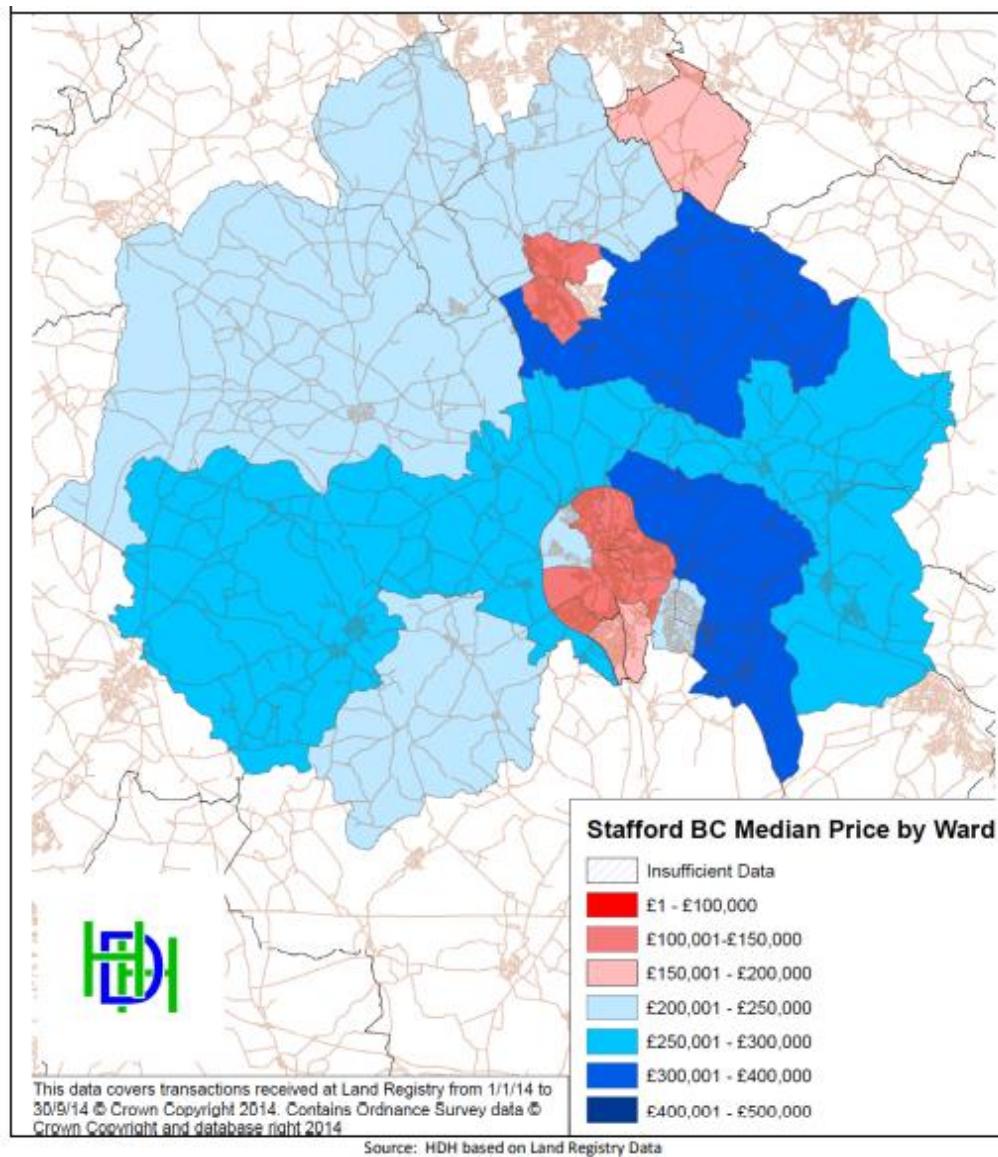 Stafford BC Median Price by Ward
Insufficient Data
£1 - £100,000
£100,001-£150,000
£150,001 - £200,000
£200,001 - £250,000
£250,001 - £300,000
£300,001 - £400,000
£400,001 - £500,000
HDH
This data covers transactions received at Land Registry from 1/1/14 to
30/9/14 © Crown Copyright 2014. Contains Ordnance Survey data ©
Crown Copyright and database right 2014
Source: HDH based on Land Registry Data